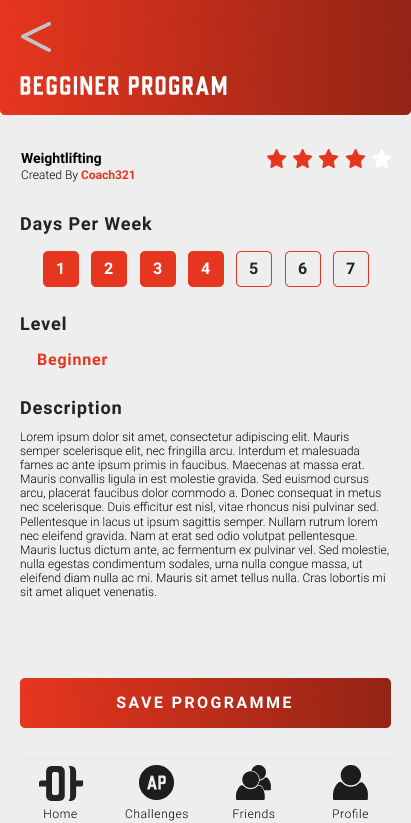 BEGGINER PROGRAM
Weightlifting
Created By Coach321
Days Per Week
1 2 3 4 5 6 7
Level
Beginner
Description
Lorem ipsum dolor sit amet, consectetur adipiscing elit. Mauris
semper scelerisque elit, nec fringilla arcu. Interdum et malesuada
fames ac ante ipsum primis in faucibus. Maecenas at massa erat.
Mauris convallis ligula in est molestie gravida. Sed euismod cursus
arcu, placerat faucibus dolor commodo a. Donec consequat in metus
nec scelerisque. Duis efficitur est nisl, vitae rhoncus nisi pulvinar sed.
Pellentesque in lacus ut ipsum sagittis semper. Nullam rutrum lorem
nec eleifend gravida. Nam at erat sed odio volutpat pellentesque.
Mauris luctus dictum ante, ac fermentum ex pulvinar vel. Sed molestie,
nulla egestas condimentum sodales, urna nulla congue massa, ut
eleifend diam nulla ac mi. Mauris sit amet tellus nulla. Cras lobortis mi
sit amet aliquet venenatis.
SAVE PROGRAMME
AP
Home Challenges Friends Profile